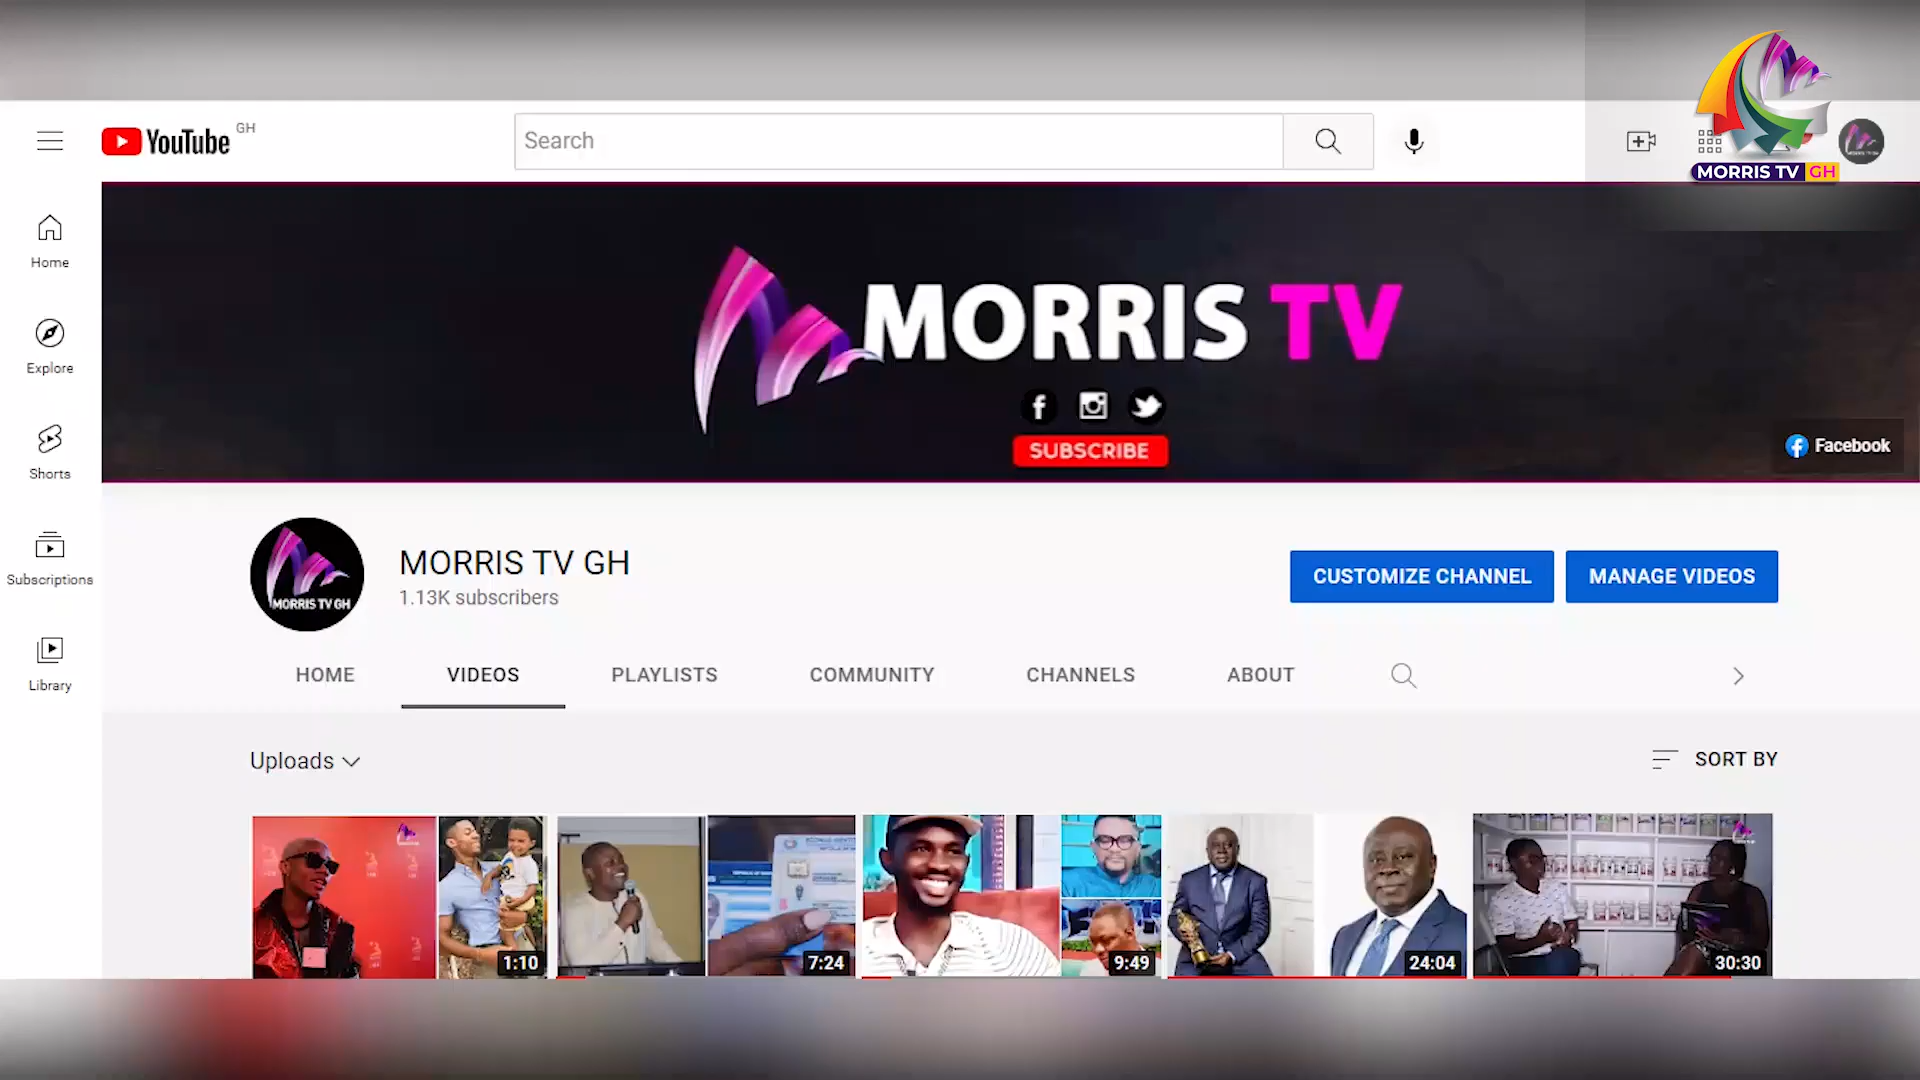 MORRIS TV GH
YouTube GH
Search
Home
Explore
Shorts
Subscriptions
Library
MORRIS TV
SUBSCRIBE
Facebook
MORRIS TV GH
MORRIS TV GH
1.13K subscribers
CUSTOMIZE CHANNEL
MANAGE VIDEOS
HOME VIDEOS PLAYLISTS COMMUNITY CHANNELS ABOUT
Uploads
SORT BY
1:10
7:24
9:49
24:04
30:30